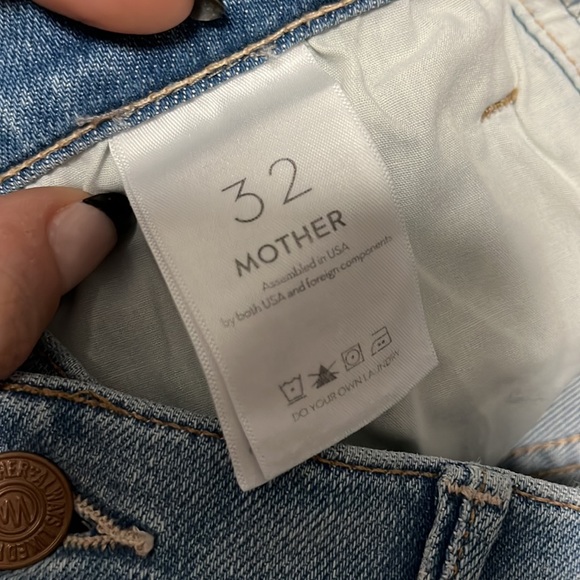 32
MOTHER
Assembled in USA
by both USA and foreign components
DO YOUR OWN LAUNDRY